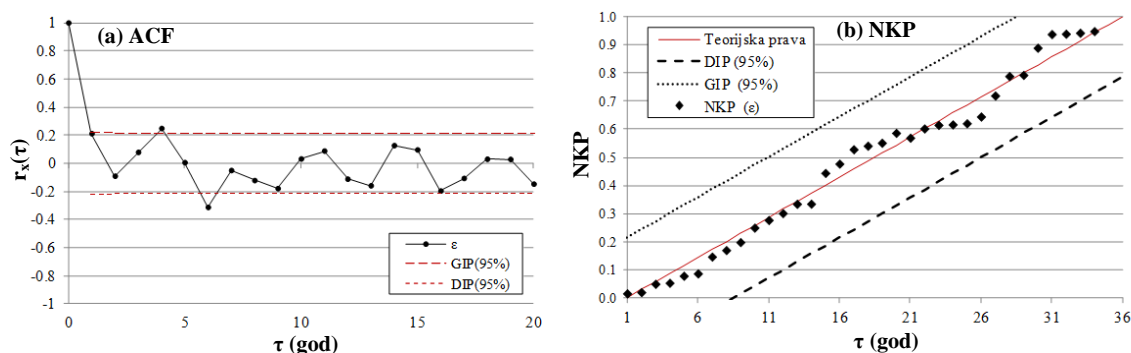 (a) ACF
1
0.8
0.6
0.4
0.2
0
-0.2
-0.4
-0.6
-0.8
-1
rₓ(τ)
ε
GIP(95%)
DIP(95%)
0
5
10
15
20
τ (god)
(b) NKP
1.0
0.9
0.8
0.7
0.6
0.5
0.4
0.3
0.2
0.1
0.0
NKP
Teorijska prava
DIP (95%)
GIP (95%)
NKP (ε)
1
6
11
16
21
26
31
36
τ (god)